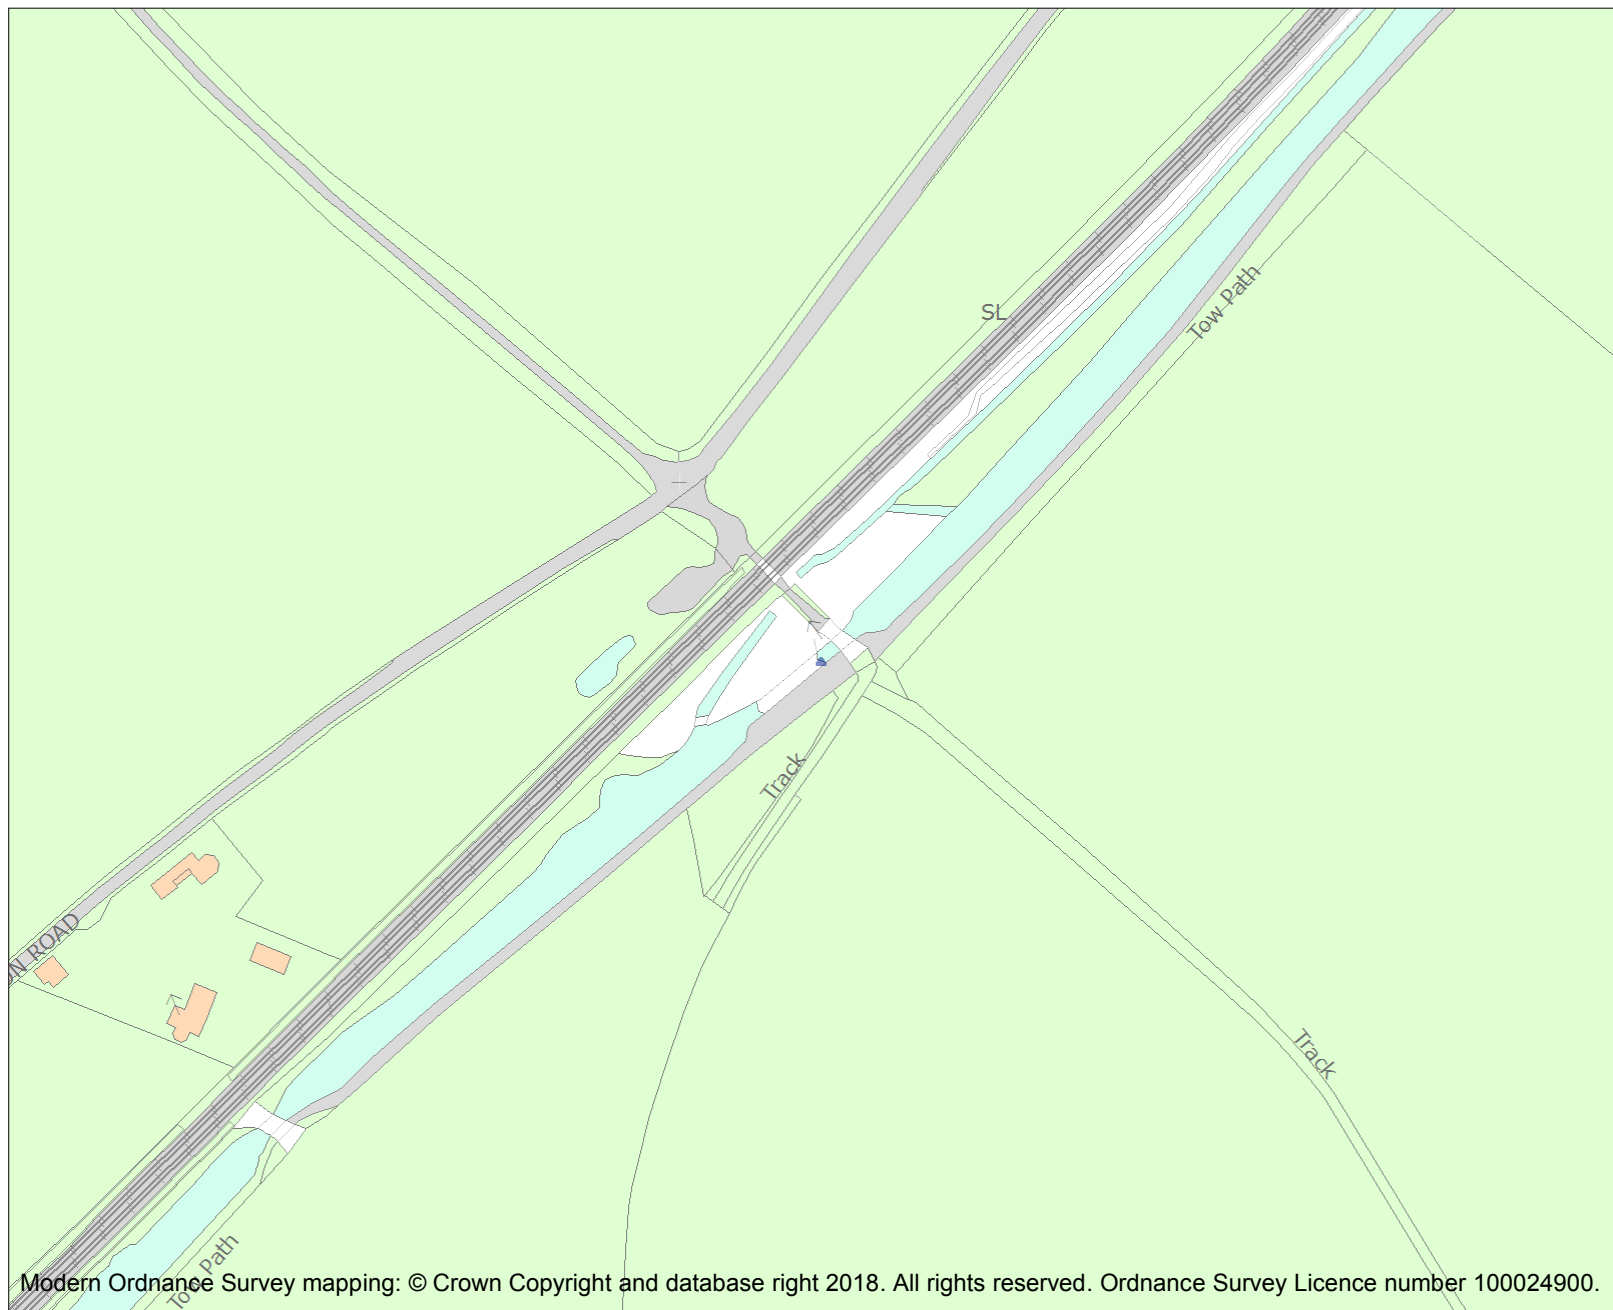 SL
Tow Path
Track
ON ROAD
Track
Tow Path
Modern Ordnance Survey mapping: © Crown Copyright and database right 2018. All rights reserved. Ordnance Survey Licence number 100024900.